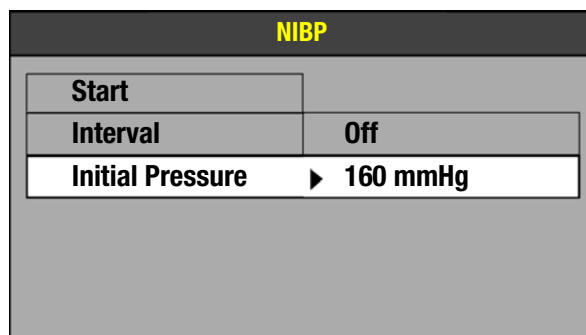 NIBP
Start
Interval Off
Initial Pressure 160 mmHg